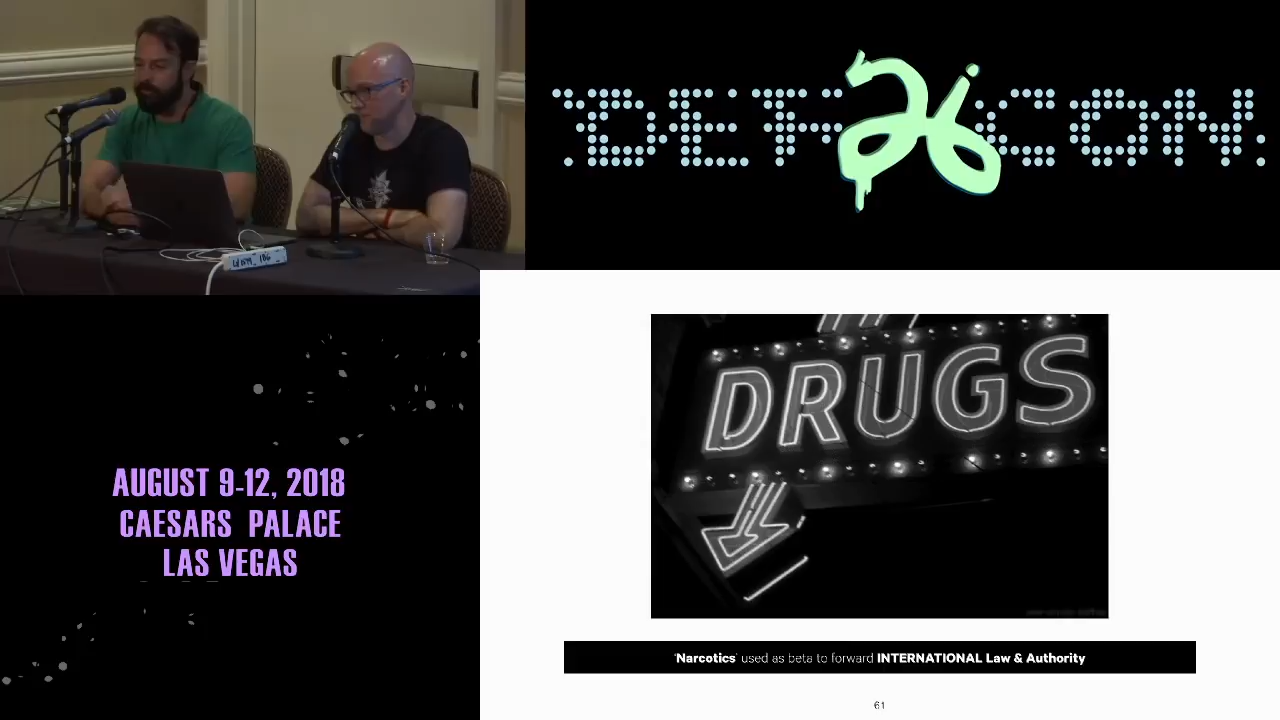 DEF CON
26
AUGUST 9-12, 2018
CAESARS PALACE
LAS VEGAS
DRUGS
'Narcotics' used as beta to forward INTERNATIONAL Law & Authority
61